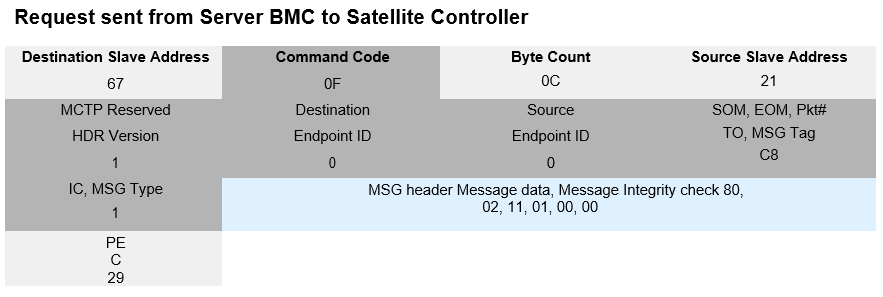 Request sent from Server BMC to Satellite Controller
Destination Slave Address
67
Command Code
0F
Byte Count
0C
Source Slave Address
21
MCTP Reserved
HDR Version
1
Destination
Endpoint ID
0
Source
Endpoint ID
0
SOM, EOM, Pkt#
TO, MSG Tag
C8
IC, MSG Type
1
MSG header Message data, Message Integrity check 80,
02, 11, 01, 00, 00
PE
C
29